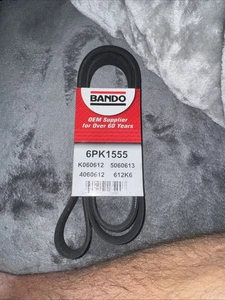 BANDO
OEM Supplier
for Over 60 Years
6PK1555
K060612 5060613
4060612 612K6